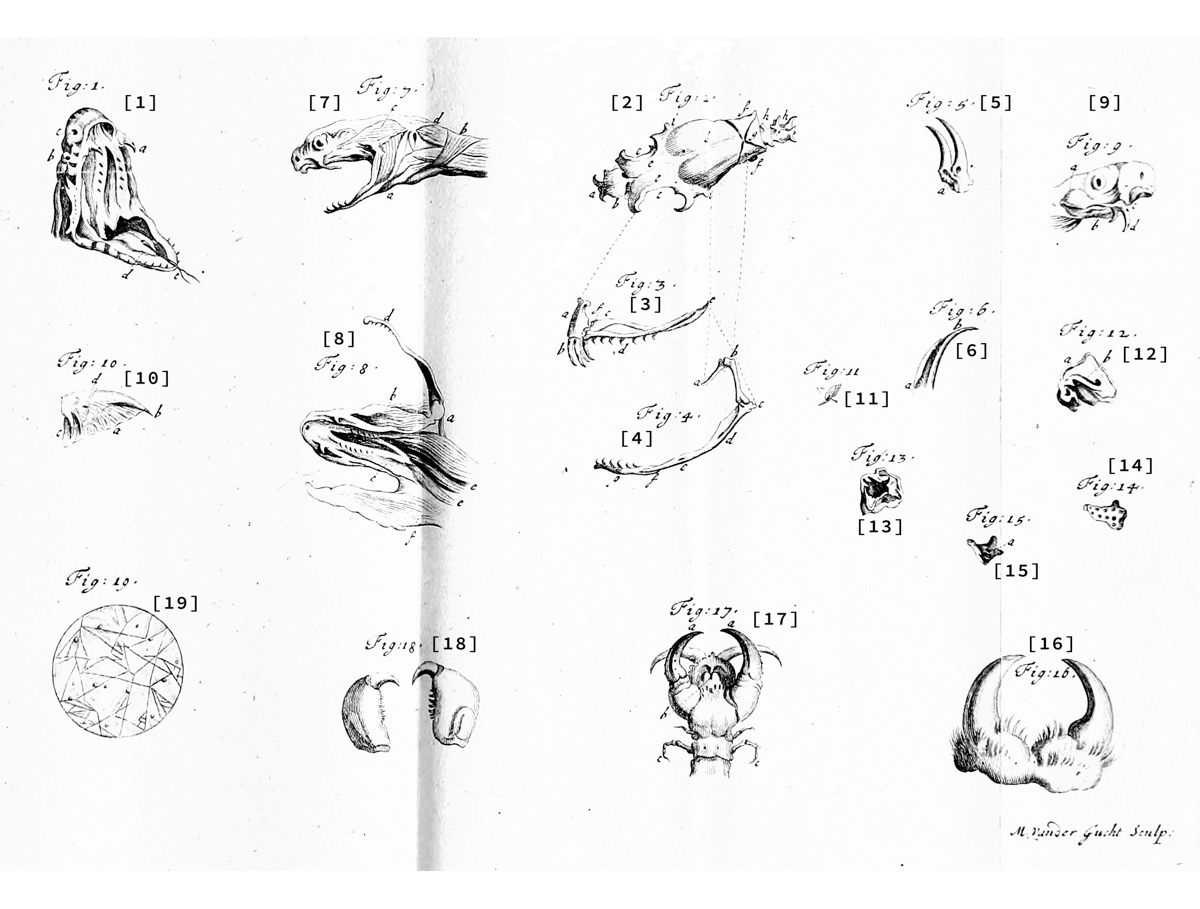 Fig: 1.
[1]
c
b
a
d
e
[7]
Fig: 7.
c
d
b
a
[2]
Fig: 2.
i
f
h
h
g
e
e
e
a
b
c
Fig: 5.
[5]
a
[9]
Fig: 9.
a
b
d
Fig: 3.
[3]
a
b
f
c
d
e
[8]
Fig: 8.
d
b
a
c
e
e
f
Fig: 6.
b
[6]
a
Fig: 10.
[10]
d
b
c
a
b
a
c
Fig: 4.
[4]
d
e
f
g
Fig: 11
[11]
Fig: 12.
[12]
a
b
Fig: 13.
[13]
[14]
Fig: 14.
Fig: 15.
a
[15]
Fig: 19.
[19]
Fig: 18.
[18]
Fig: 17.
[17]
a
a
b
c
c
[16]
Fig: 16.
M. Vander Gucht Sculp: